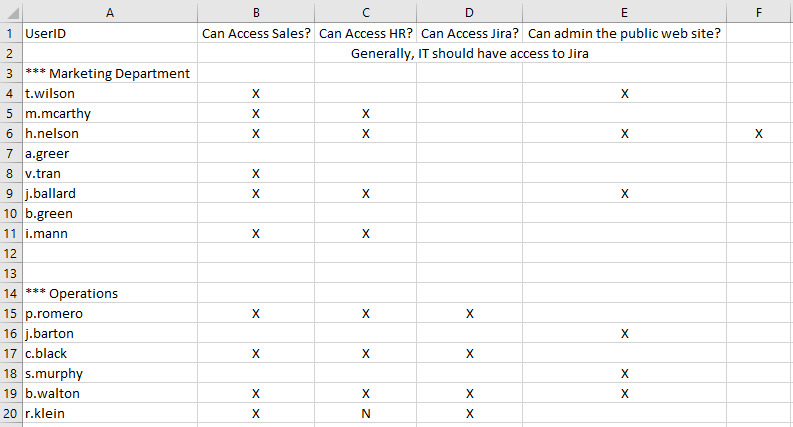 A B C D E F
1 UserID Can Access Sales? Can Access HR? Can Access Jira? Can admin the public web site?
2 Generally, IT should have access to Jira
3 *** Marketing Department
4 t.wilson X X
5 m.mcarthy X X
6 h.nelson X X X X
7 a.greer
8 v.tran X
9 j.ballard X X X
10 b.green
11 i.mann X X
12
13
14 *** Operations
15 p.romero X X X
16 j.barton X
17 c.black X X X
18 s.murphy X
19 b.walton X X X X
20 r.klein X N X